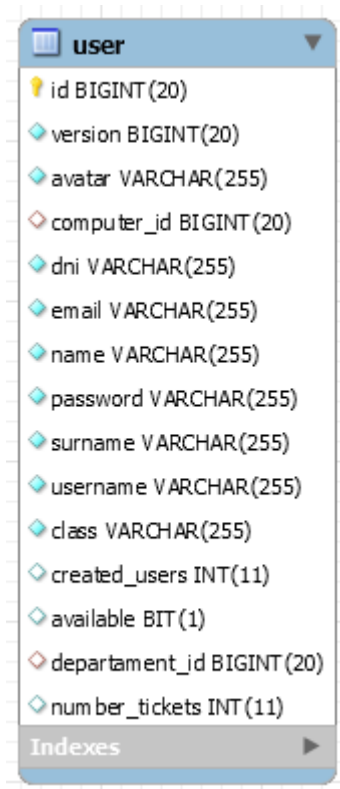 user
id BIGINT(20)
version BIGINT(20)
avatar VARCHAR(255)
computer_id BIGINT(20)
dni VARCHAR(255)
email VARCHAR(255)
name VARCHAR(255)
password VARCHAR(255)
surname VARCHAR(255)
username VARCHAR(255)
class VARCHAR(255)
created_users INT(11)
available BIT(1)
departament_id BIGINT(20)
number_tickets INT(11)
Indexes